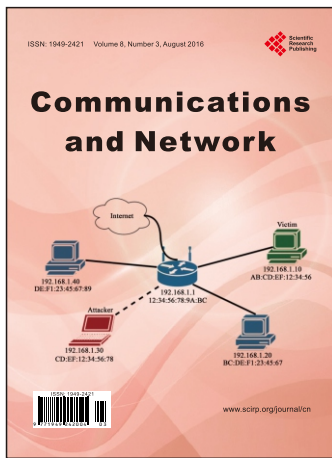 ISSN: 1949-2421 Volume 8, Number 3, August 2016
Scientific
Research
Publishing
Communications
and Network
Internet
Victim
192.168.1.10
AB:CD:EF:12:34:56
192.168.1.40
DE:F1:23:45:67:89
192.168.1.1
12:34:56:78:9A:BC
Attacker
192.168.1.30
CD:EF:12:34:56:78
192.168.1.20
BC:DE:F1:23:45:67
ISSN: 1949-2421
9 771949 242004 03
www.scirp.org/journal/cn